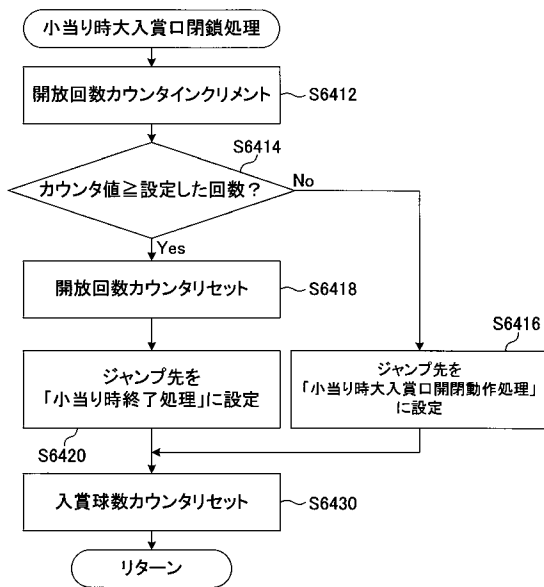 小当り時大入賞口閉鎖処理
開放回数カウンタインクリメント
S6412
S6414
カウンタ値≧設定した回数？
No
Yes
開放回数カウンタリセット
S6418
S6416
ジャンプ先を
「小当り時終了処理」に設定
S6420
ジャンプ先を
「小当り時大入賞口開閉動作処理」
に設定
入賞球数カウンタリセット
S6430
リターン